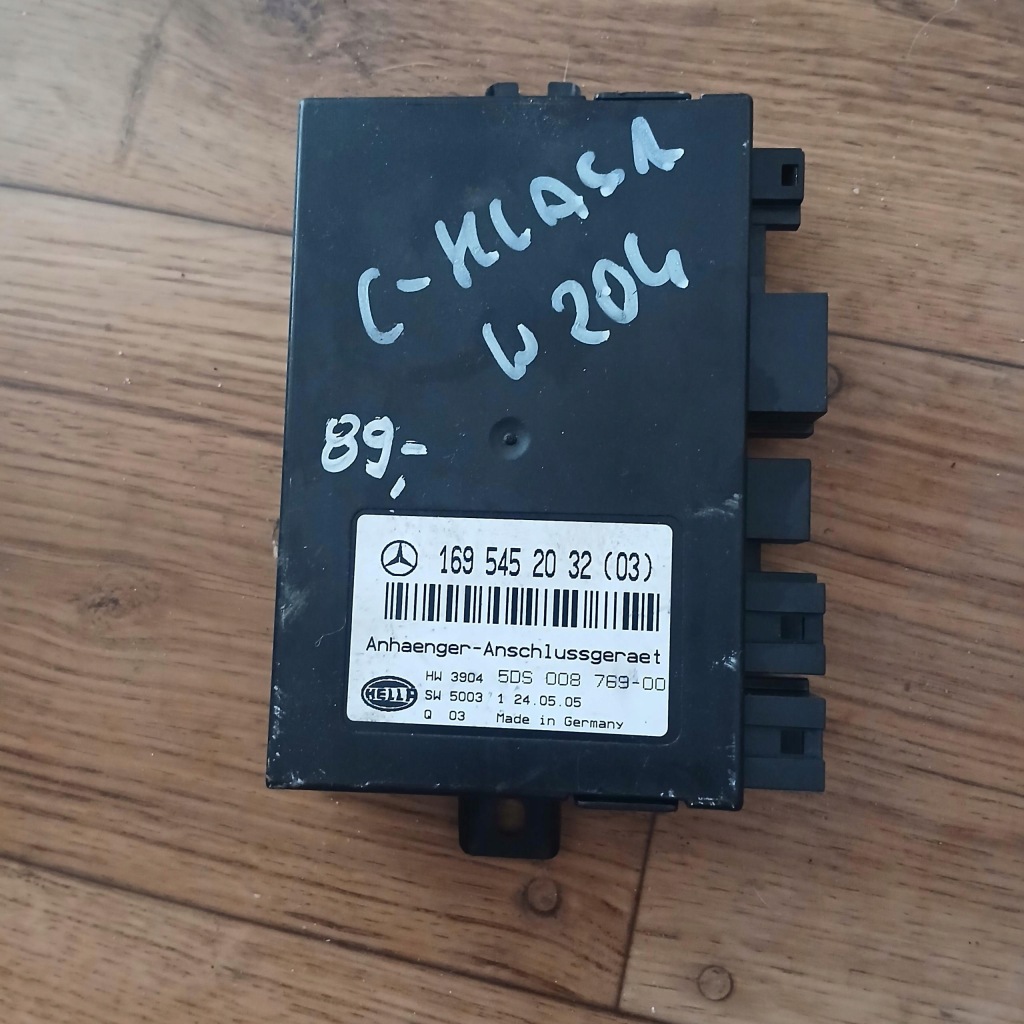 C-KLASA
W 204
89,-
169 545 20 32 (03)
Anhaenger-Anschlussgeraet
HW 3904 5DS 008 769-00
HELLA SW 5003 1 24.05.05
Q 03 Made in Germany